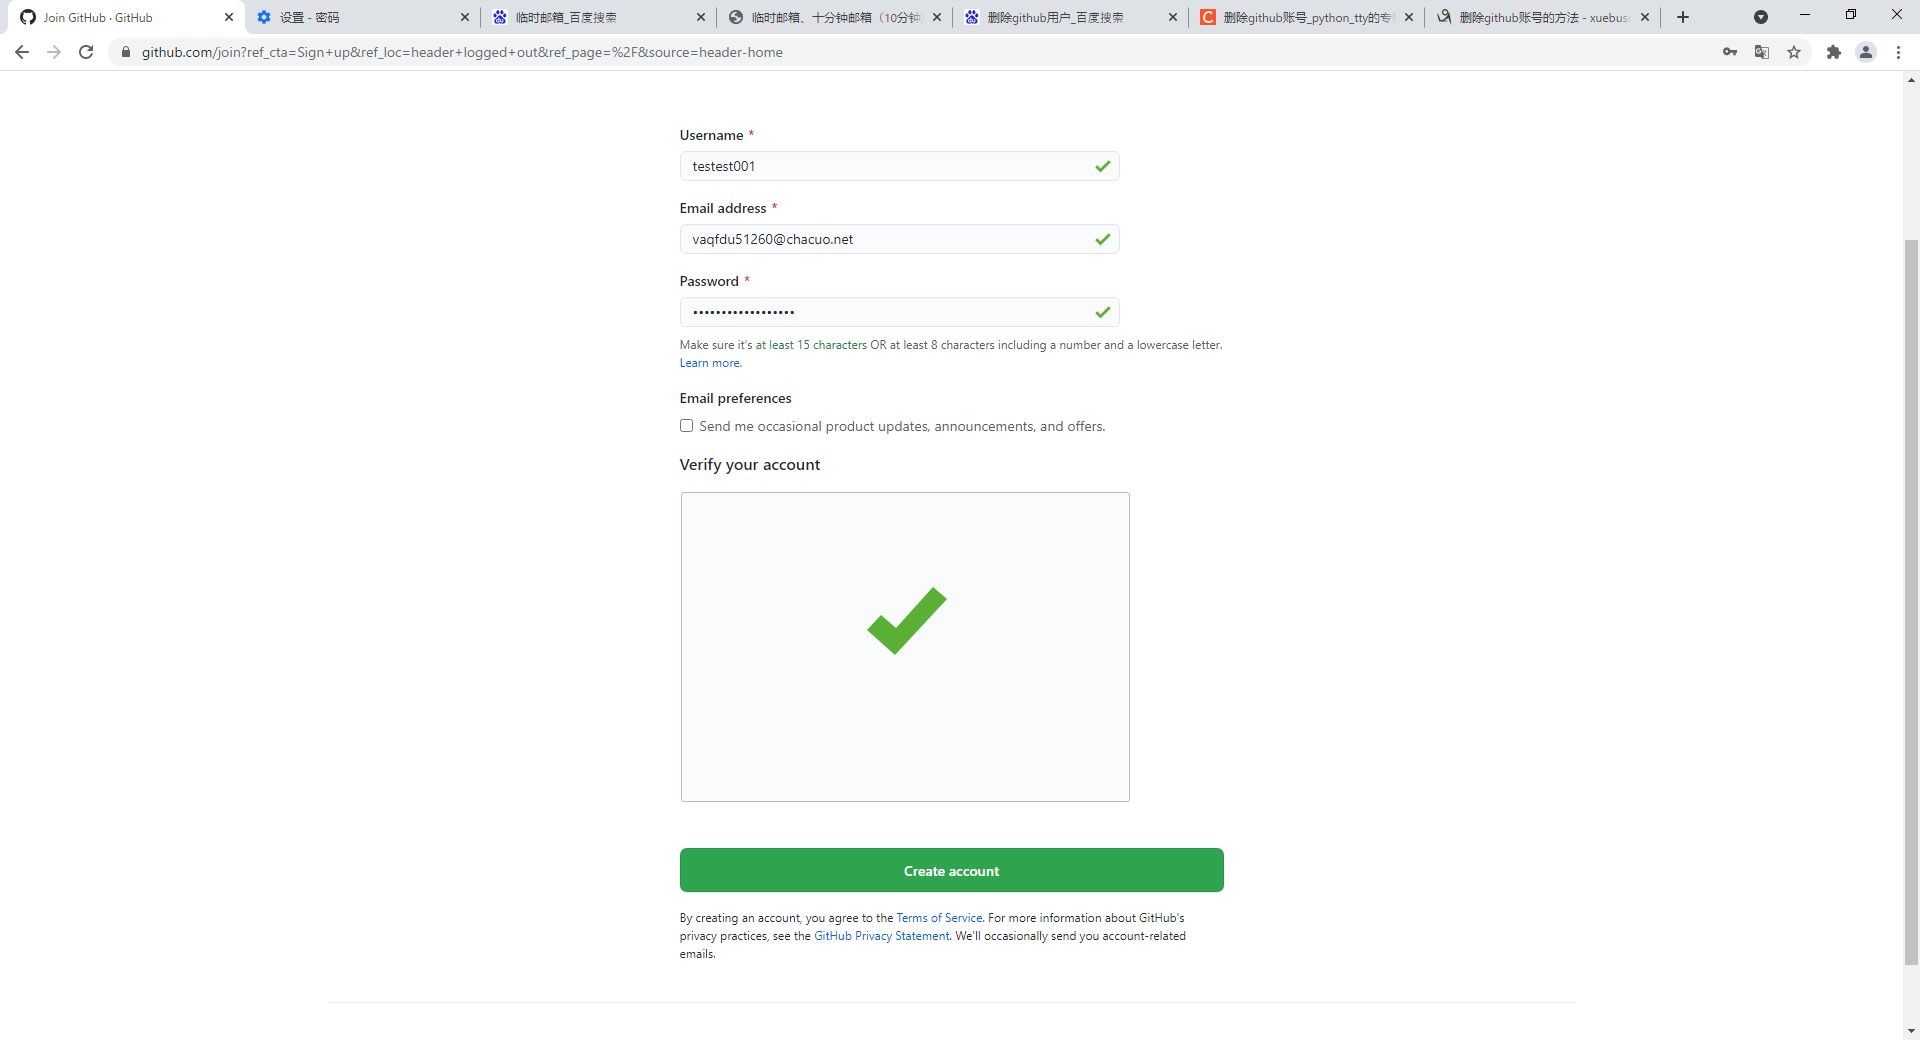 Join GitHub · GitHub
设置 - 密码
临时邮箱_百度搜索
临时邮箱、十分钟邮箱（10分钟
删除github用户_百度搜索
删除github账号_python_tty的专
删除github账号的方法 - xuebusi
github.com/join?ref_cta=Sign+up&ref_loc=header+logged+out&ref_page=%2F&source=header-home
Username *
testest001
Email address *
vaqfdu51260@chacuo.net
Password *
••••••••••••••••••
Make sure it's at least 15 characters OR at least 8 characters including a number and a lowercase letter.
Learn more.
Email preferences
Send me occasional product updates, announcements, and offers.
Verify your account
Create account
By creating an account, you agree to the Terms of Service. For more information about GitHub's
privacy practices, see the GitHub Privacy Statement. We'll occasionally send you account-related
emails.